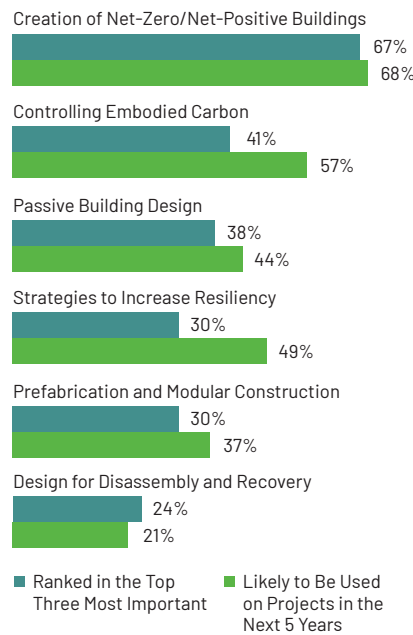 Creation of Net-Zero/Net-Positive Buildings
67%
68%
Controlling Embodied Carbon
41%
57%
Passive Building Design
38%
44%
Strategies to Increase Resiliency
30%
49%
Prefabrication and Modular Construction
30%
37%
Design for Disassembly and Recovery
24%
21%
Ranked in the Top
Three Most Important
Likely to Be Used
on Projects in the
Next 5 Years